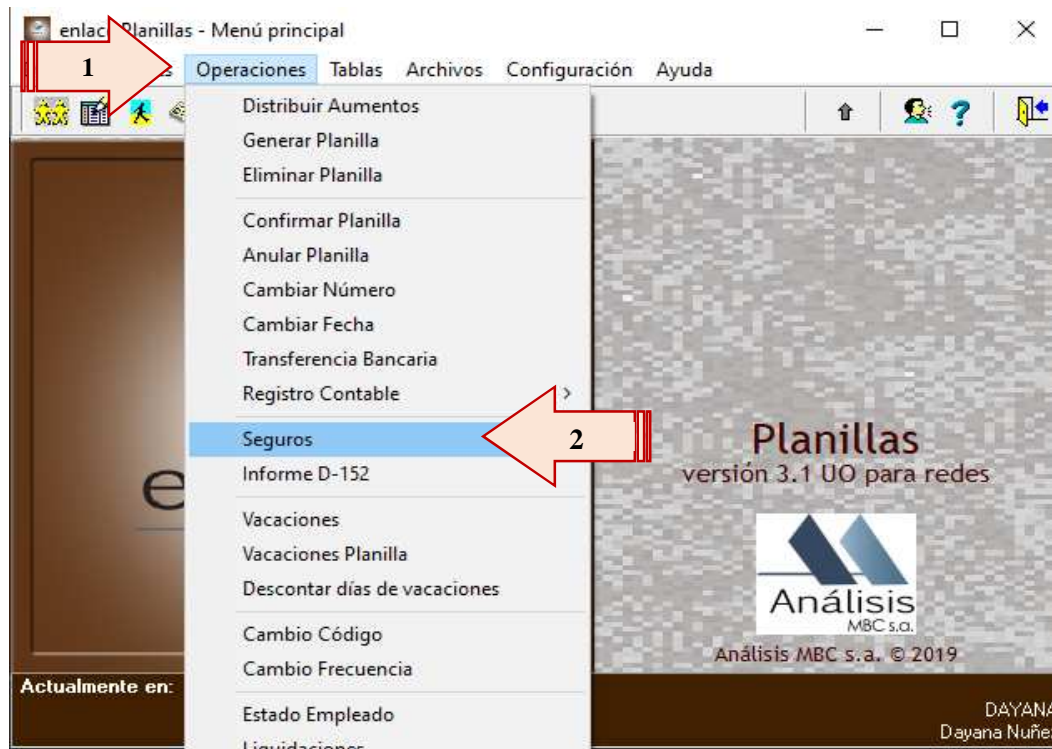 enlace Planillas - Menú principal
1
Operaciones Tablas Archivos Configuración Ayuda
Distribuir Aumentos
Generar Planilla
Eliminar Planilla
Confirmar Planilla
Anular Planilla
Cambiar Número
Cambiar Fecha
Transferencia Bancaria
Registro Contable
Seguros
2
Informe D-152
Vacaciones
Vacaciones Planilla
Descontar días de vacaciones
Cambio Código
Cambio Frecuencia
Estado Empleado
Liquidaciones
e
Planillas
versión 3.1 UO para redes
Análisis
MBC s.a.
Análisis MBC s. a. © 2019
Actualmente en:
DAYANA
Dayana Nuñe